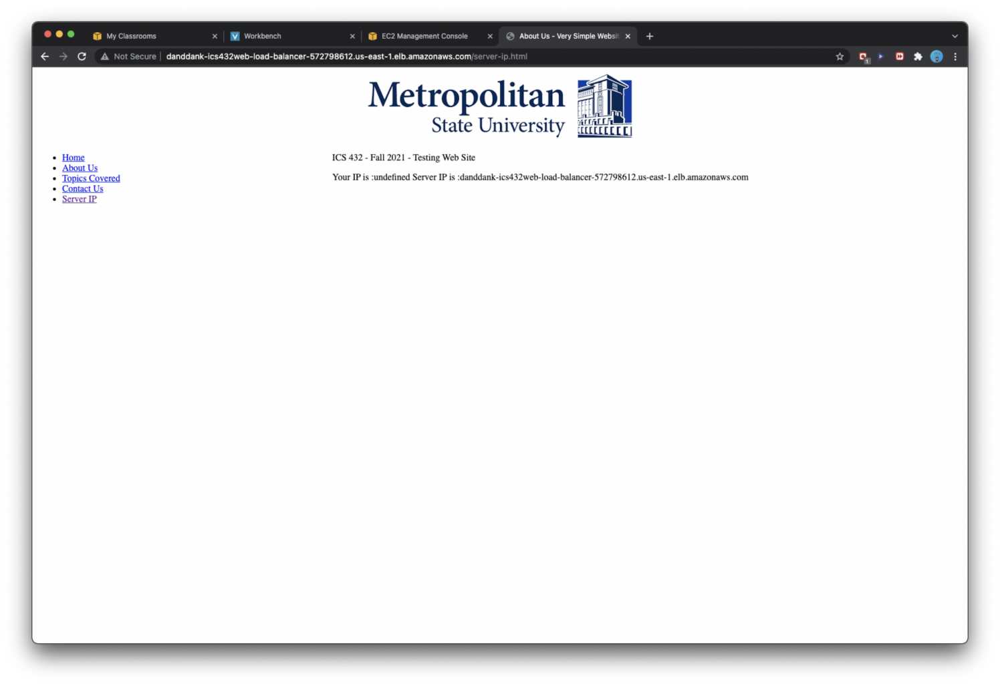 My Classrooms
Workbench
EC2 Management Console
About Us - Very Simple Websi
Not Secure
danddank-ics432web-load-balancer-572798612.us-east-1.elb.amazonaws.com/server-ip.html
1
Metropolitan
State University
Home
About Us
Topics Covered
Contact Us
Server IP
ICS 432 - Fall 2021 - Testing Web Site
Your IP is :undefined Server IP is :danddank-ics432web-load-balancer-572798612.us-east-1.elb.amazonaws.com